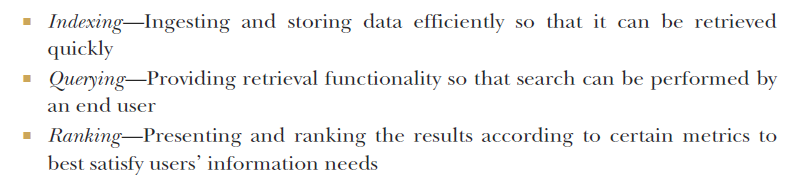 ▪ Indexing—Ingesting and storing data efficiently so that it can be retrieved
quickly
▪ Querying—Providing retrieval functionality so that search can be performed by
an end user
▪ Ranking—Presenting and ranking the results according to certain metrics to
best satisfy users’ information needs